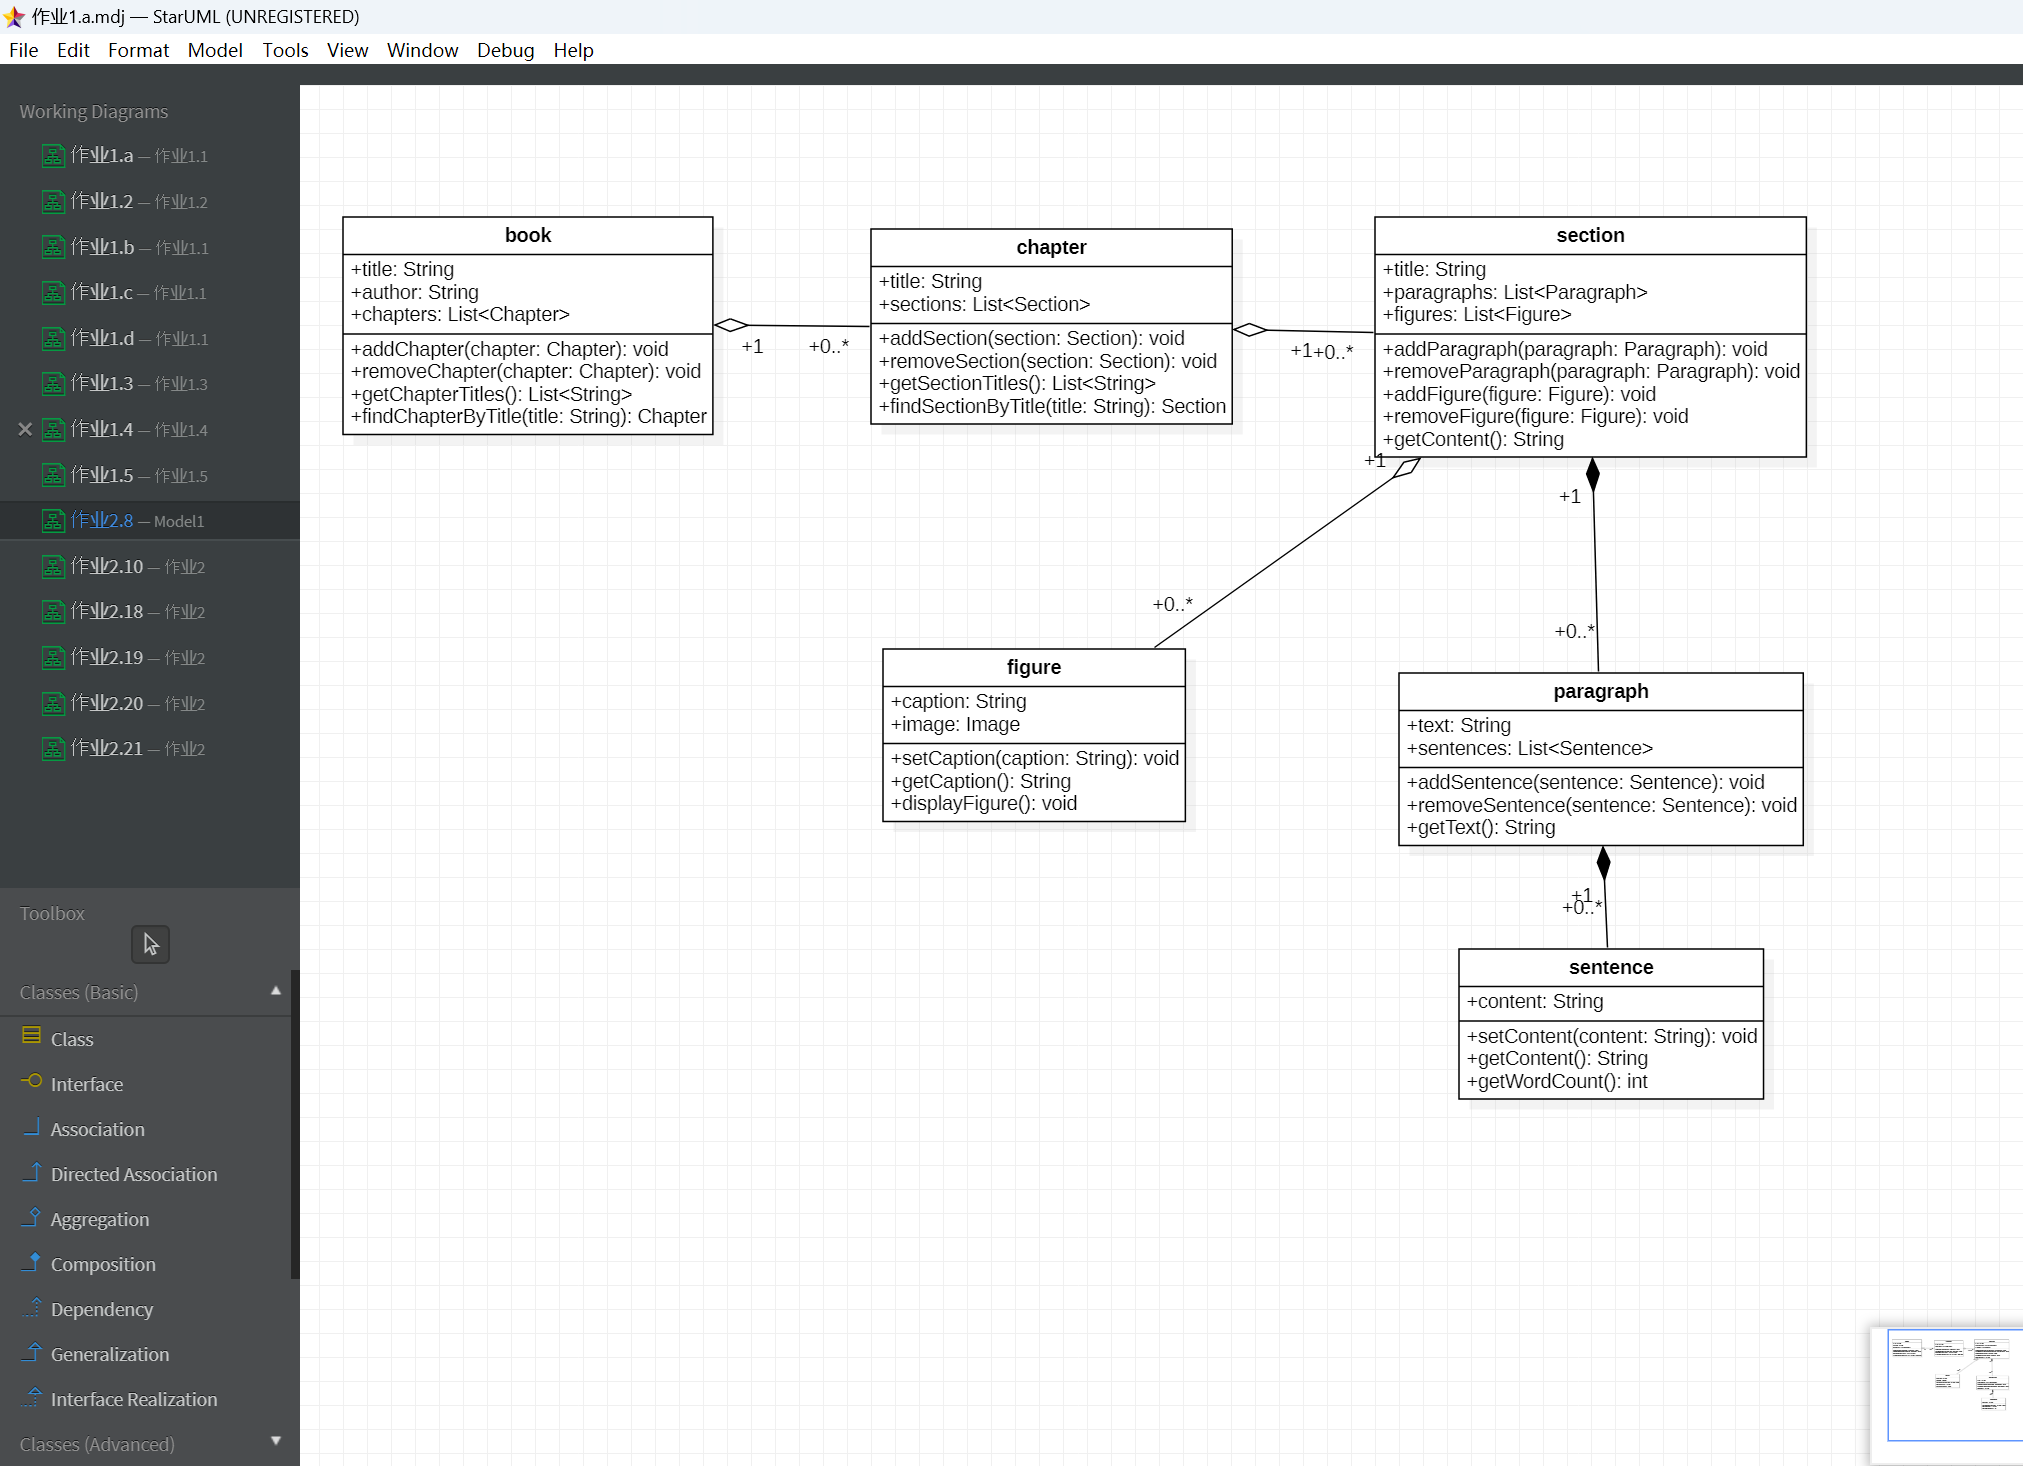 作业1.a.mdj — StarUML (UNREGISTERED)
File Edit Format Model Tools View Window Debug Help
Working Diagrams
作业1.a — 作业1.1
作业1.2 — 作业1.2
作业1.b — 作业1.1
作业1.c — 作业1.1
作业1.d — 作业1.1
作业1.3 — 作业1.3
作业1.4 — 作业1.4
作业1.5 — 作业1.5
作业2.8 — Model1
作业2.10 — 作业2
作业2.18 — 作业2
作业2.19 — 作业2
作业2.20 — 作业2
作业2.21 — 作业2
Toolbox
Classes (Basic)
Class
Interface
Association
Directed Association
Aggregation
Composition
Dependency
Generalization
Interface Realization
Classes (Advanced)
book
+title: String
+author: String
+chapters: List<Chapter>
+addChapter(chapter: Chapter): void
+removeChapter(chapter: Chapter): void
+getChapterTitles(): List<String>
+findChapterByTitle(title: String): Chapter
+1
+0..*
chapter
+title: String
+sections: List<Section>
+addSection(section: Section): void
+removeSection(section: Section): void
+getSectionTitles(): List<String>
+findSectionByTitle(title: String): Section
+1
+0..*
section
+title: String
+paragraphs: List<Paragraph>
+figures: List<Figure>
+addParagraph(paragraph: Paragraph): void
+removeParagraph(paragraph: Paragraph): void
+addFigure(figure: Figure): void
+removeFigure(figure: Figure): void
+getContent(): String
+1
+0..*
+1
+0..*
figure
+caption: String
+image: Image
+setCaption(caption: String): void
+getCaption(): String
+displayFigure(): void
paragraph
+text: String
+sentences: List<Sentence>
+addSentence(sentence: Sentence): void
+removeSentence(sentence: Sentence): void
+getText(): String
+1
+0..*
sentence
+content: String
+setContent(content: String): void
+getContent(): String
+getWordCount(): int